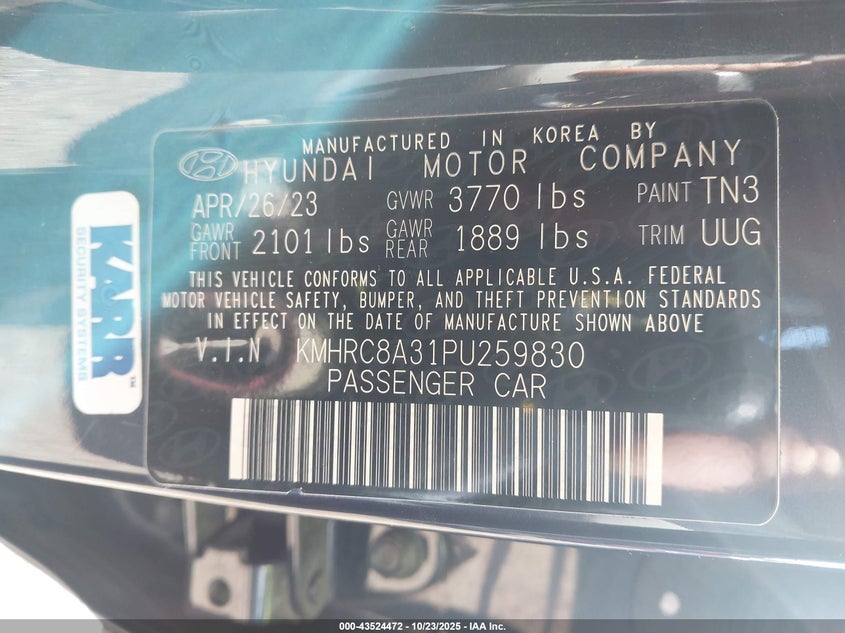 MANUFACTURED IN KOREA BY
HYUNDAI MOTOR COMPANY
APR/26/23 GVWR 3770 lbs PAINT TN3
GAWR FRONT 2101 lbs GAWR REAR 1889 lbs TRIM UUG
THIS VEHICLE CONFORMS TO ALL APPLICABLE U.S.A. FEDERAL
MOTOR VEHICLE SAFETY, BUMPER, AND THEFT PREVENTION STANDARDS
IN EFFECT ON THE DATE OF MANUFACTURE SHOWN ABOVE
V.I.N KMHRC8A31PU259830
PASSENGER CAR
KARR™
SECURITY SYSTEMS
000-43524472 - 10/23/2025 - IAA Inc.